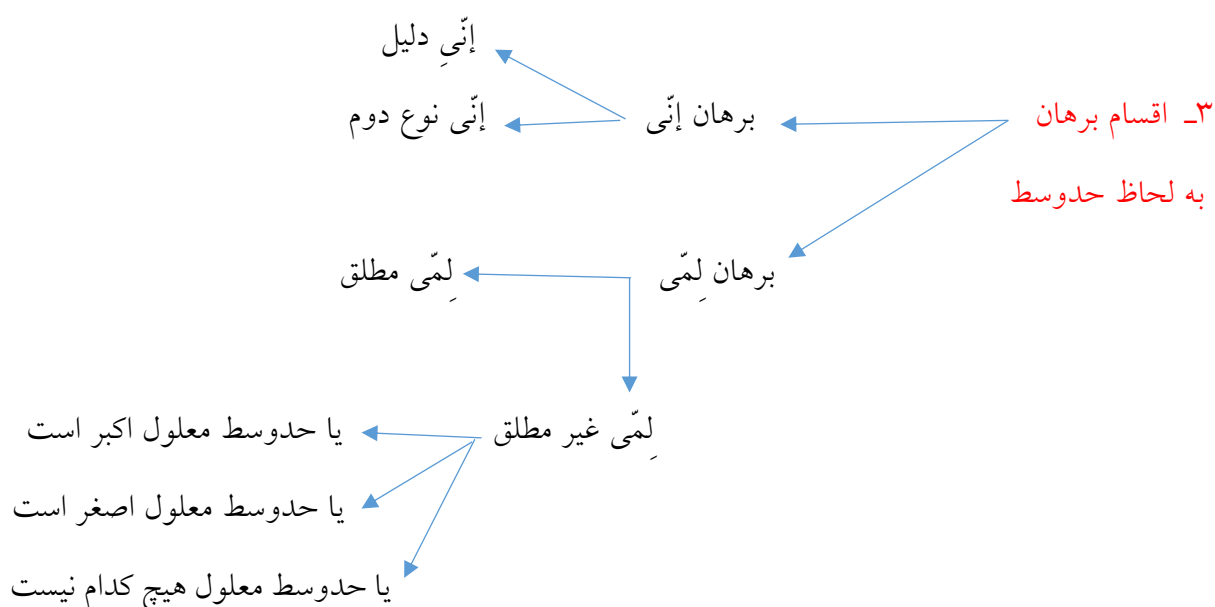 ۳ـ اقسام برهان
به لحاظ حدوسط
برهان إنّی
إنّیِ دلیل
إنّی نوع دوم
برهان لِمّی
لِمّی مطلق
لِمّی غیر مطلق
یا حدوسط معلول اکبر است
یا حدوسط معلول اصغر است
یا حدوسط معلول هیچ کدام نیست